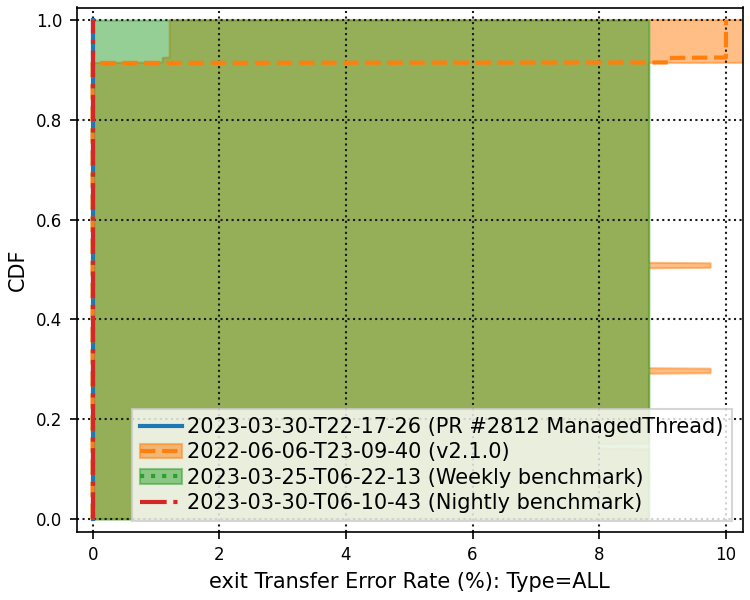 1.0
0.8
0.6
0.4
0.2
0.0
CDF
2023-03-30-T22-17-26 (PR #2812 ManagedThread)
2022-06-06-T23-09-40 (v2.1.0)
2023-03-25-T06-22-13 (Weekly benchmark)
2023-03-30-T06-10-43 (Nightly benchmark)
0 2 4 6 8 10
exit Transfer Error Rate (%): Type=ALL